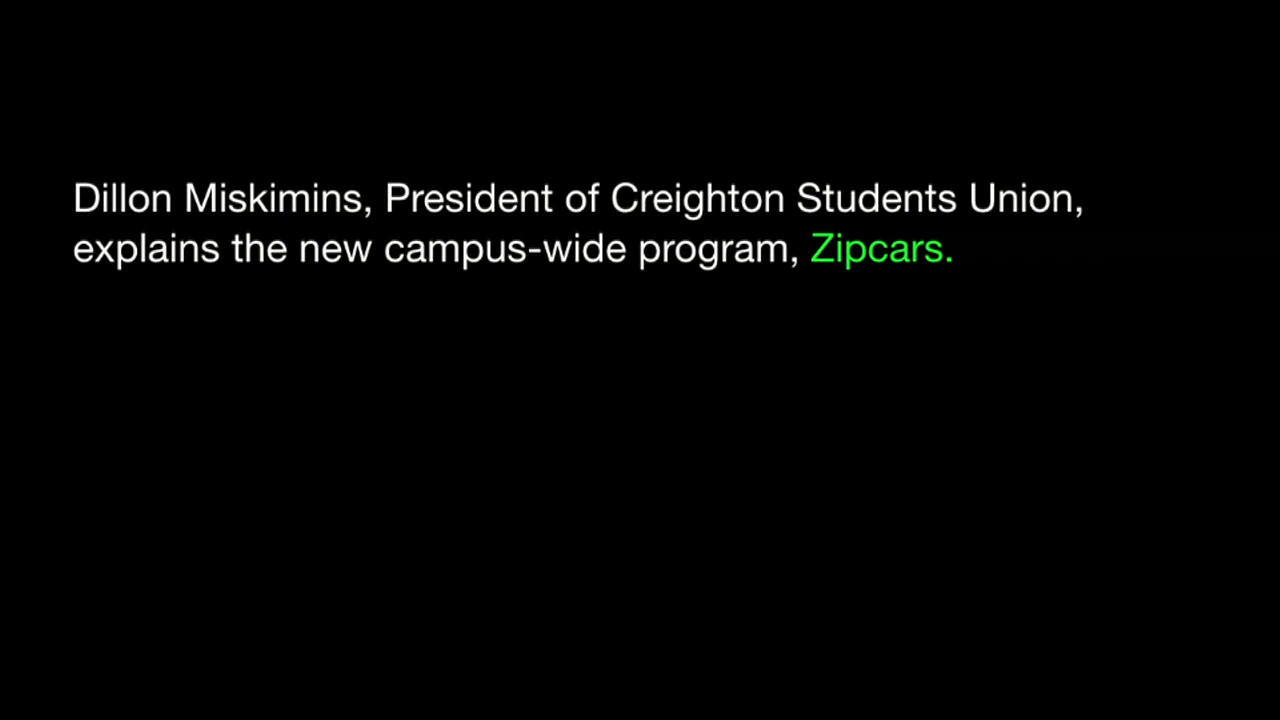 Dillon Miskimins, President of Creighton Students Union,
explains the new campus-wide program, Zipcars.